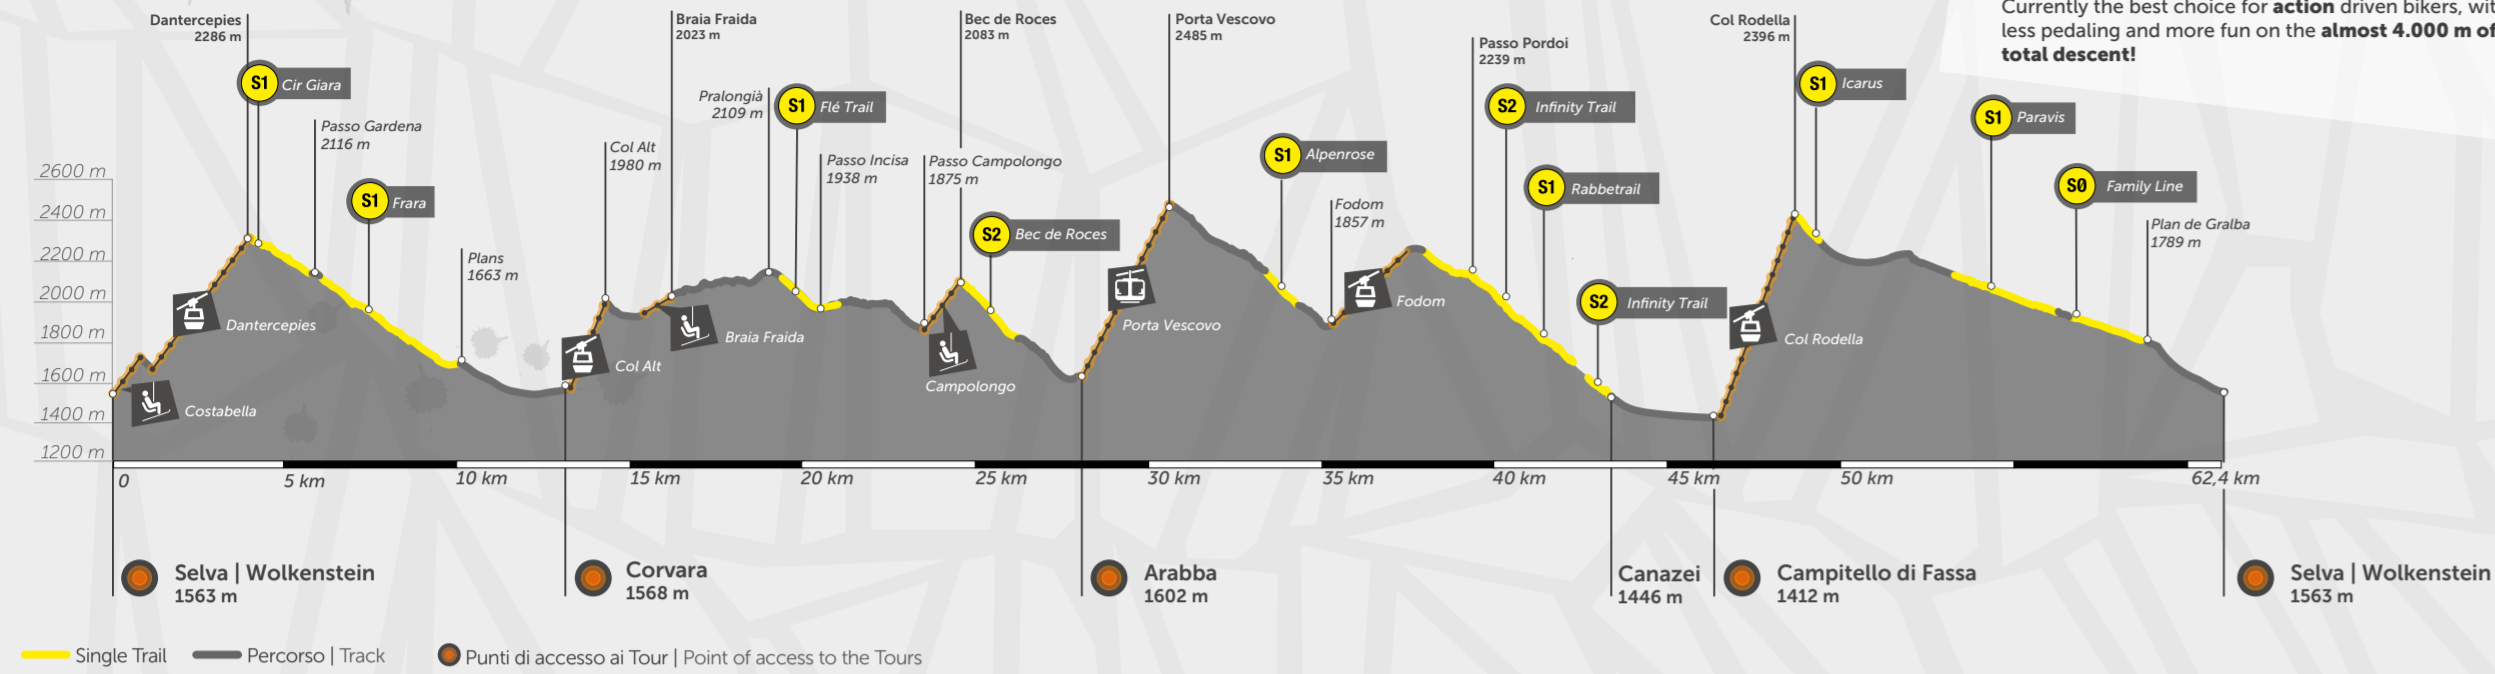 Currently the best choice for action driven bikers, wit
less pedaling and more fun on the almost 4.000 m of
total descent!
Dantercepies
2286 m
S1 Cir Giara
Passo Gardena
2116 m
S1 Frara
Plans
1663 m
Col Alt
1980 m
Braia Fraida
2023 m
Pralongià
2109 m
S1 Flé Trail
Passo Incisa
1938 m
Passo Campolongo
1875 m
Bec de Roces
2083 m
S2 Bec de Roces
Porta Vescovo
2485 m
S1 Alpenrose
Fodom
1857 m
Passo Pordoi
2239 m
S2 Infinity Trail
S1 Rabbetrail
S2 Infinity Trail
Col Rodella
2396 m
S1 Icarus
S1 Paravis
S0 Family Line
Plan de Gralba
1789 m
2600 m
2400 m
2200 m
2000 m
1800 m
1600 m
1400 m
1200 m
Costabella
Dantercepies
Col Alt
Braia Fraida
Campolongo
Porta Vescovo
Fodom
Col Rodella
0
5 km
10 km
15 km
20 km
25 km
30 km
35 km
40 km
45 km
50 km
62,4 km
Selva | Wolkenstein
1563 m
Corvara
1568 m
Arabba
1602 m
Canazei
1446 m
Campitello di Fassa
1412 m
Selva | Wolkenstein
1563 m
Single Trail
Percorso | Track
Punti di accesso ai Tour | Point of access to the Tours